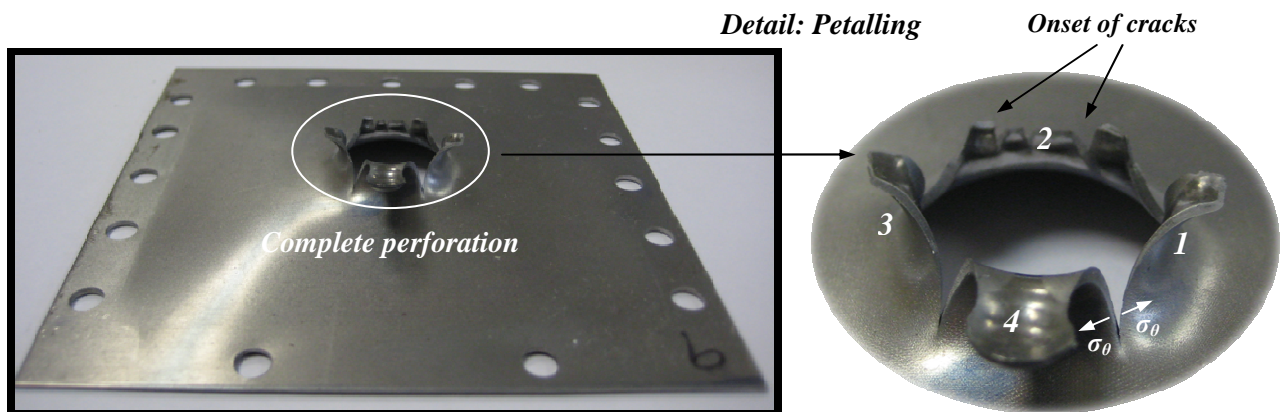 Detail: Petalling
Onset of cracks
Complete perforation
2
3
1
4
σθ
σθ